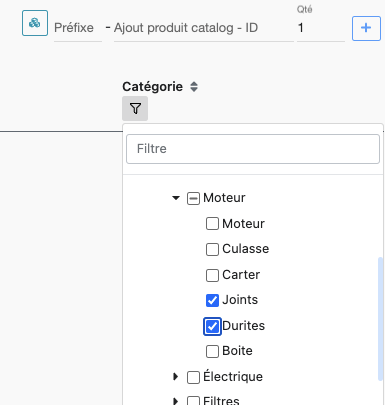 Qté
Préfixe - Ajout produit catalog - ID 1 +
Catégorie
Filtre
Moteur
Moteur
Culasse
Carter
Joints
Durites
Boite
Électrique
Filtres